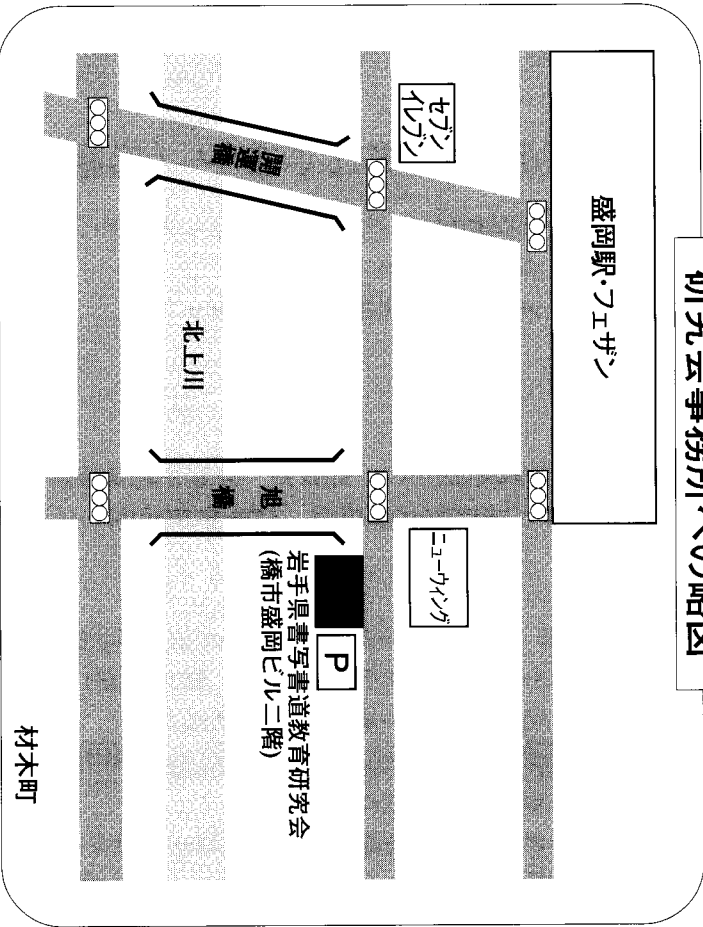 研究会事務所への略図
盛岡駅・フェザン
セブン
イレブン
ニューウィング
開運橋
旭橋
北上川
P
岩手県書写書道教育研究会
(橋市盛岡ビル二階)
材木町